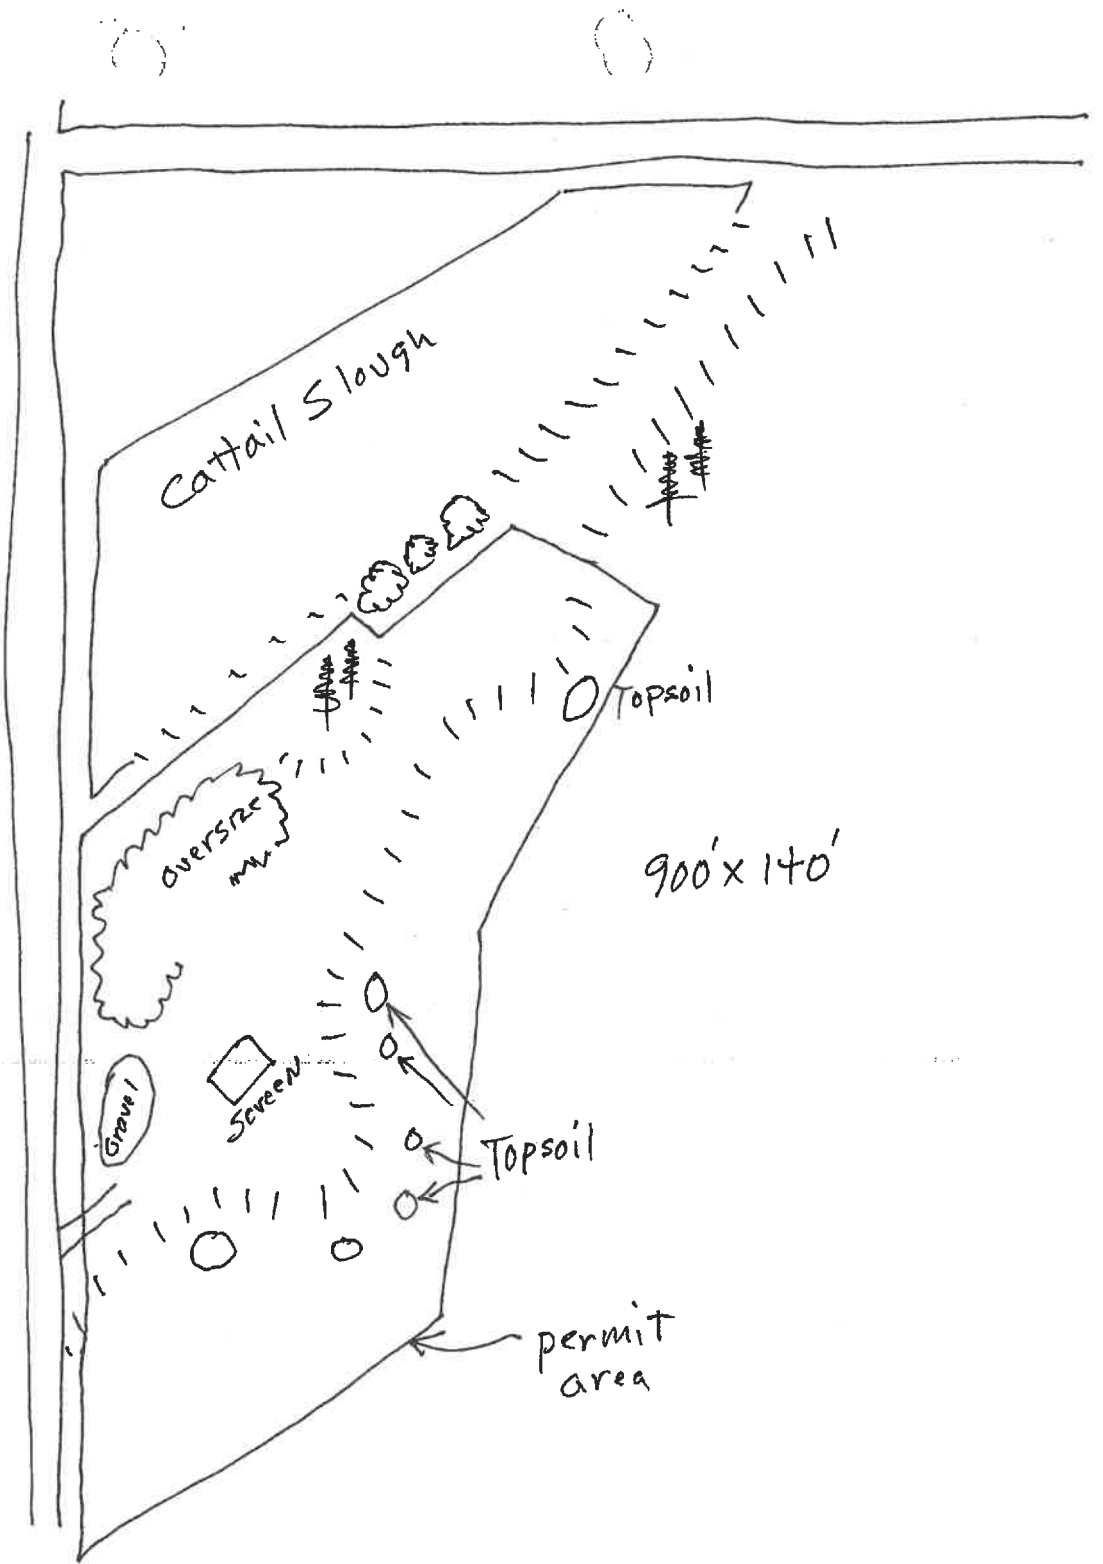 Cattail Slough
Topsoil
oversize
900' x 140'
Screen
Gravel
Topsoil
permit
area